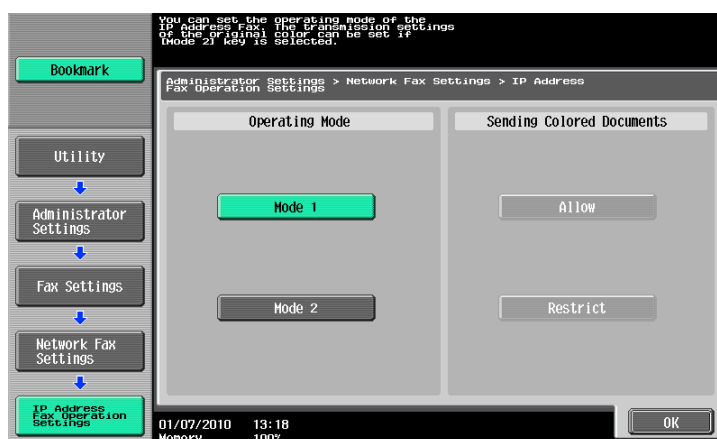 You can set the operating mode of the
IP Address Fax. The transmission settings
of the original color can be set if
[Mode 2] key is selected.
Bookmark
Administrator Settings > Network Fax Settings > IP Address
Fax Operation Settings
Operating Mode
Sending Colored Documents
Utility
Mode 1
Allow
Administrator
Settings
Fax Settings
Mode 2
Restrict
Network Fax
Settings
IP Address
Fax Operation
Settings
01/07/2010 13:18
Memory 100%
OK